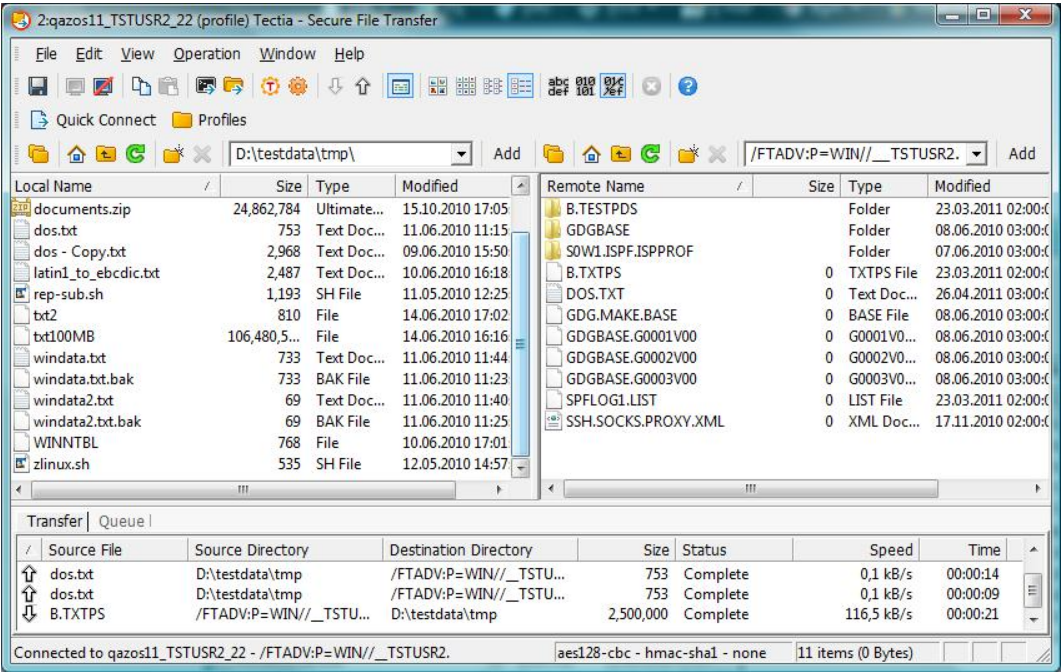 2:qazos11_TSTUSR2_22 (profile) Tectia - Secure File Transfer
File Edit View Operation Window Help
abc def 010 101
Quick Connect Profiles
D:\testdata\tmp\ Add /FTADV:P=WIN//__TSTUSR2. Add
Local Name / Size Type Modified Remote Name / Size Type Modified
documents.zip 24,862,784 Ultimate... 15.10.2010 17:05 B.TESTPDS Folder 23.03.2011 02:00:0
dos.txt 753 Text Doc... 11.06.2010 11:15 GDGBASE Folder 08.06.2010 03:00:0
dos - Copy.txt 2,968 Text Doc... 09.06.2010 15:50 S0W1.ISPF.ISPPROF Folder 07.06.2010 03:00:0
latin1_to_ebcdic.txt 2,487 Text Doc... 10.06.2010 16:18 B.TXTPS 0 TXTPS File 23.03.2011 02:00:0
rep-sub.sh 1,193 SH File 11.05.2010 12:25 DOS.TXT 0 Text Doc... 26.04.2011 03:00:0
txt2 810 File 14.06.2010 17:02 GDG.MAKE.BASE 0 BASE File 08.06.2010 03:00:0
txt100MB 106,480,5... File 14.06.2010 16:16 GDGBASE.G0001V00 0 G0001V0... 08.06.2010 03:00:0
windata.txt 733 Text Doc... 11.06.2010 11:44 GDGBASE.G0002V00 0 G0002V0... 08.06.2010 03:00:0
windata.txt.bak 733 BAK File 11.06.2010 11:23 GDGBASE.G0003V00 0 G0003V0... 08.06.2010 03:00:0
windata2.txt 69 Text Doc... 11.06.2010 11:40 SPFLOG1.LIST 0 LIST File 23.03.2011 02:00:0
windata2.txt.bak 69 BAK File 11.06.2010 11:25 SSH.SOCKS.PROXY.XML 0 XML Doc... 17.11.2010 02:00:0
WINNTBL 768 File 10.06.2010 17:01
zlinux.sh 535 SH File 12.05.2010 14:57
Transfer Queue
/ Source File Source Directory Destination Directory Size Status Speed Time
dos.txt D:\testdata\tmp /FTADV:P=WIN//__TSTU... 753 Complete 0,1 kB/s 00:00:14
dos.txt D:\testdata\tmp /FTADV:P=WIN//__TSTU... 753 Complete 0,1 kB/s 00:00:09
B.TXTPS /FTADV:P=WIN//__TSTU... D:\testdata\tmp 2,500,000 Complete 116,5 kB/s 00:00:21
Connected to qazos11_TSTUSR2_22 - /FTADV:P=WIN//__TSTUSR2. aes128-cbc - hmac-sha1 - none 11 items (0 Bytes)